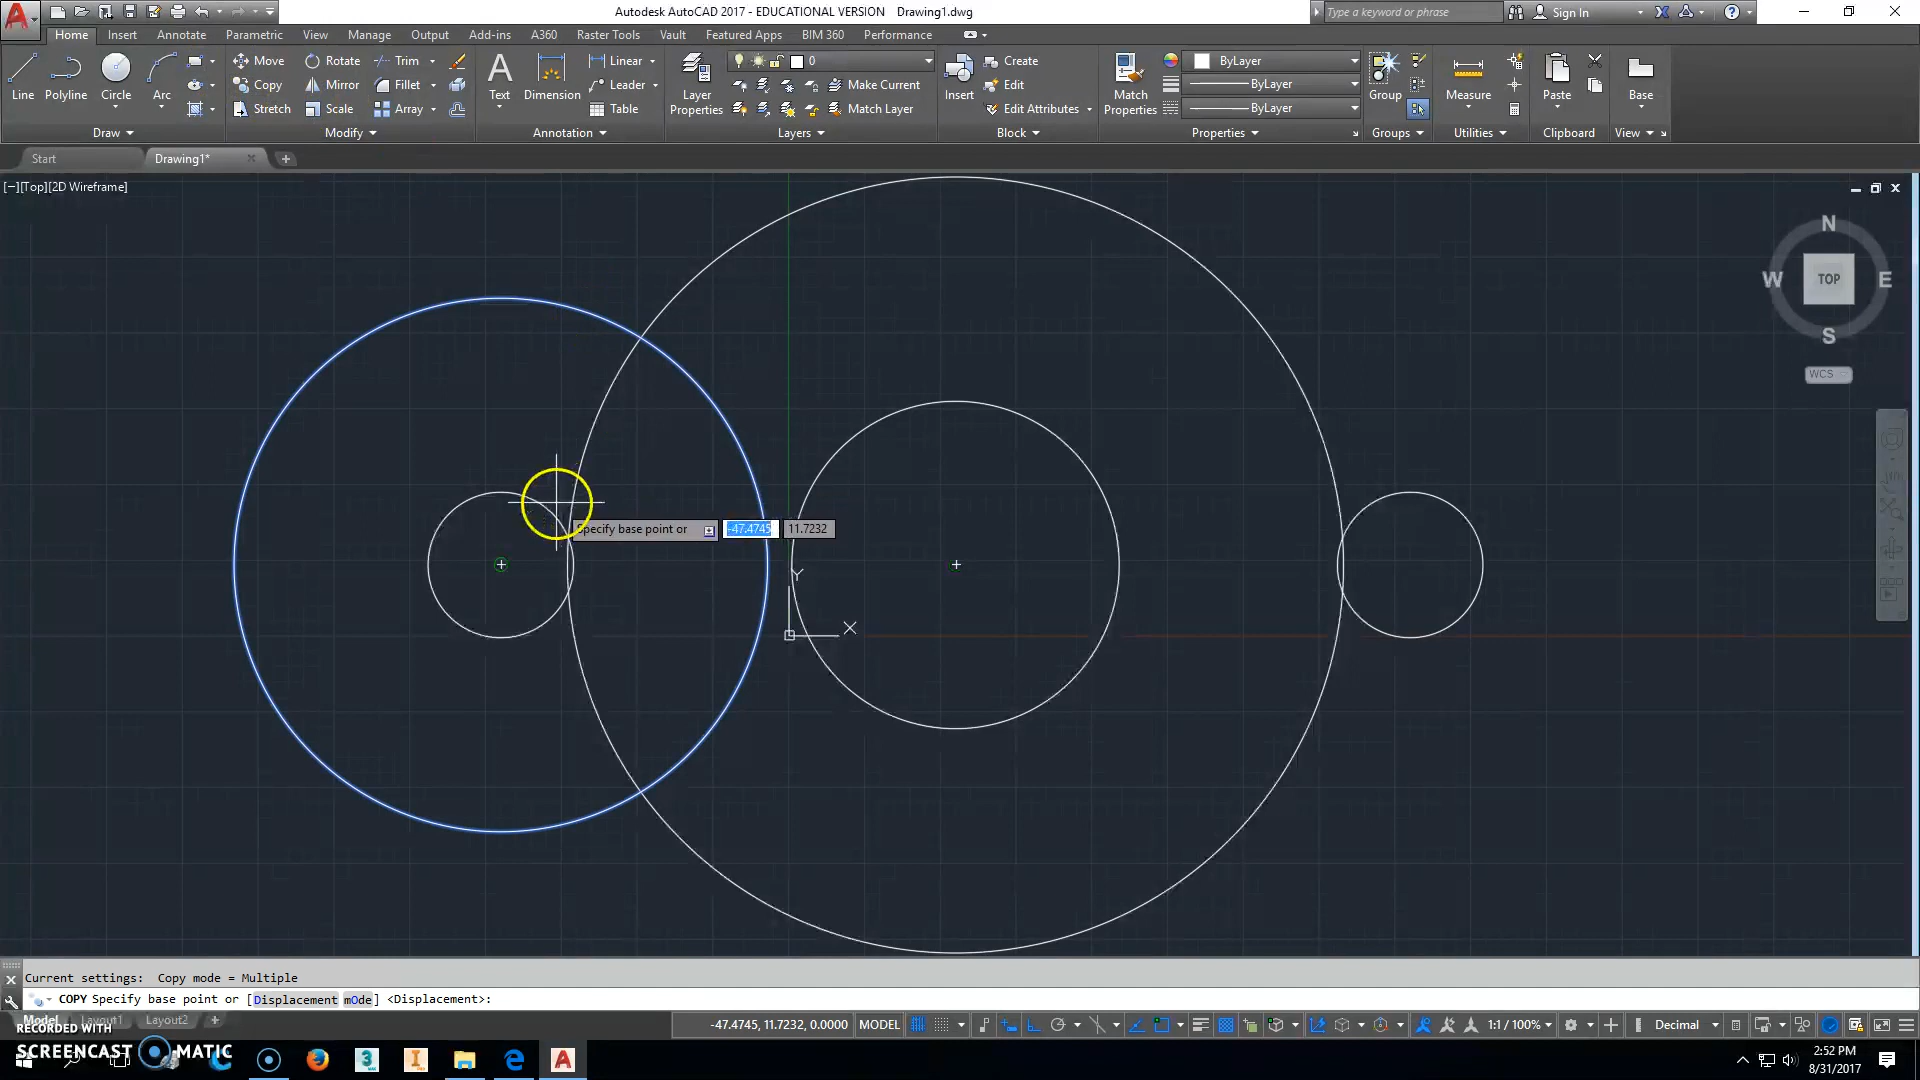 Autodesk AutoCAD 2017 - EDUCATIONAL VERSION Drawing1.dwg
Type a keyword or phrase
Sign In
Home Insert Annotate Parametric View Manage Output Add-ins A360 Raster Tools Vault Featured Apps BIM 360 Performance
Line Polyline Circle Arc
Move Rotate Trim
Copy Mirror Fillet
Stretch Scale Array
Text Dimension
Linear
Leader
Table
Layer Properties
0
Make Current
Match Layer
Insert
Create
Edit
Edit Attributes
Match Properties
ByLayer
ByLayer
ByLayer
Group Measure Paste Base
Draw Modify Annotation Layers Block Properties Groups Utilities Clipboard View
Start Drawing1*
[−][Top][2D Wireframe]
N
W TOP E
S
WCS
Specify base point or -47.4745 11.7232
Y
X
Current settings: Copy mode = Multiple
COPY Specify base point or [Displacement mOde] <Displacement>:
Model Layout1 Layout2 +
-47.4745, 11.7232, 0.0000 MODEL 1:1 / 100% Decimal
RECORDED WITH
SCREENCAST MATIC
2:52 PM
8/31/2017